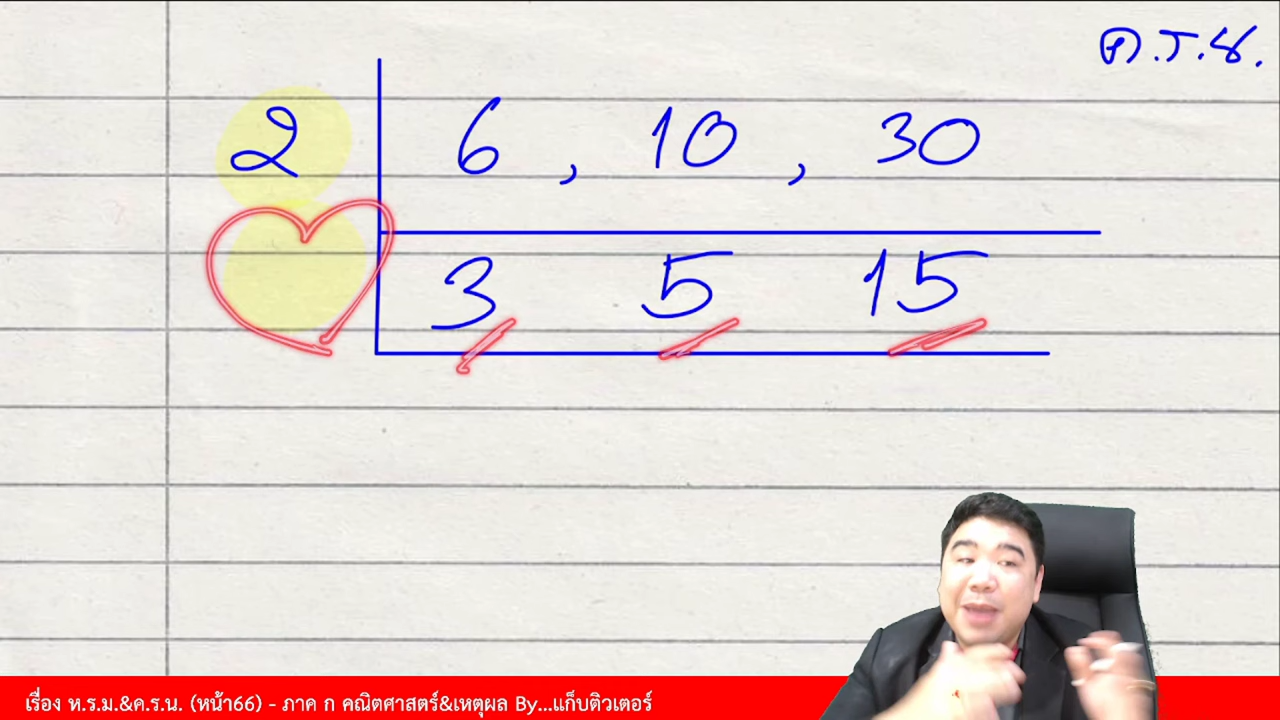 ค.ร.น.
2 6 , 10 , 30
3 5 15
เรื่อง ห.ร.ม.&ค.ร.น. (หน้า66) - ภาค ก คณิตศาสตร์&เหตุผล By...แก็บติวเตอร์